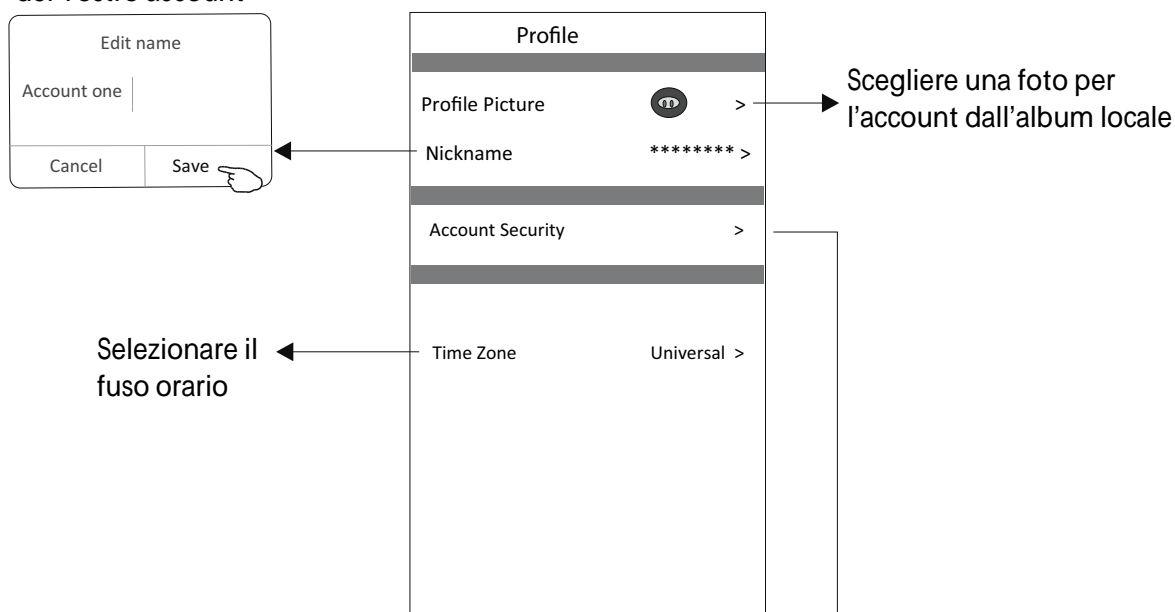 Edit name
Account one
Cancel Save
Profile
Profile Picture >
Nickname ******** >
Account Security >
Time Zone Universal >
Scegliere una foto per
l'account dall'album locale
Selezionare il
fuso orario